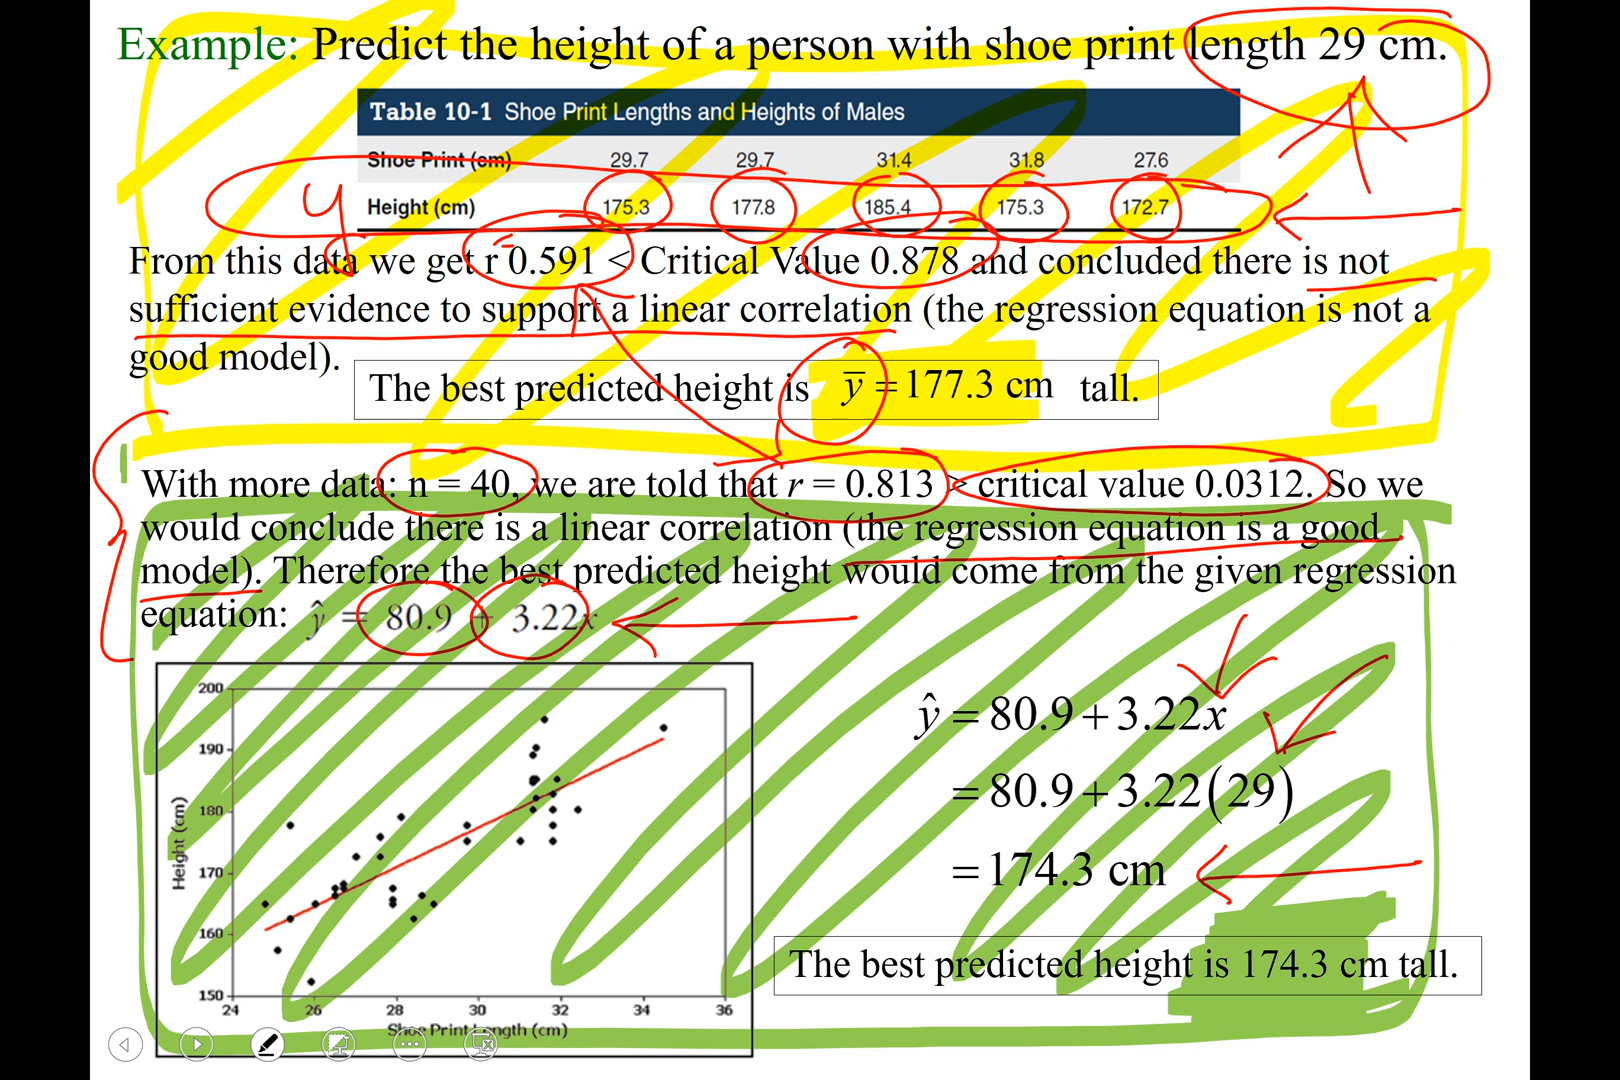 Example: Predict the height of a person with shoe print length 29 cm.
Table 10-1 Shoe Print Lengths and Heights of Males
Shoe Print (cm) 29.7 29.7 31.4 31.8 27.6
y Height (cm) 175.3 177.8 185.4 175.3 172.7
From this data we get r 0.591 < Critical Value 0.878 and concluded there is not
sufficient evidence to support a linear correlation (the regression equation is not a
good model).
The best predicted height is y̅ = 177.3 cm tall.
With more data: n = 40, we are told that r = 0.813 > critical value 0.0312. So we
would conclude there is a linear correlation (the regression equation is a good
model). Therefore the best predicted height would come from the given regression
equation: ŷ = 80.9 + 3.22x
200
190
180
170
160
150
24 26 28 30 32 34 36
Height (cm)
Shoe Print Length (cm)
ŷ = 80.9 + 3.22x
= 80.9 + 3.22(29)
= 174.3 cm
The best predicted height is 174.3 cm tall.